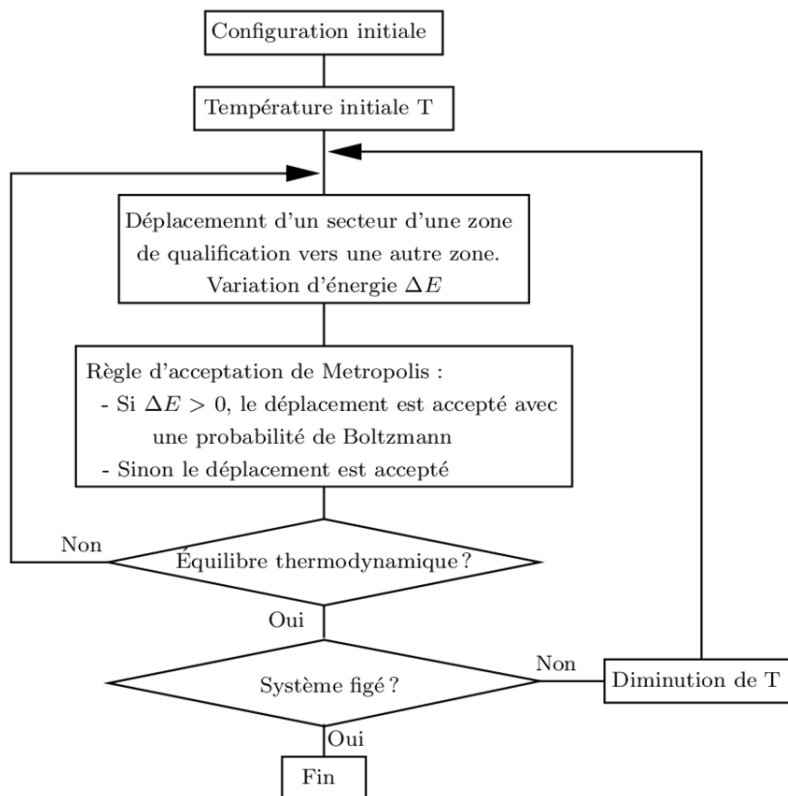 Configuration initiale
Température initiale T
Déplacemennt d'un secteur d'une zone
de qualification vers une autre zone.
Variation d'énergie ΔE
Règle d'acceptation de Metropolis :
- Si ΔE > 0, le déplacement est accepté avec
une probabilité de Boltzmann
- Sinon le déplacement est accepté
Non
Équilibre thermodynamique ?
Oui
Système figé ?
Non
Diminution de T
Oui
Fin